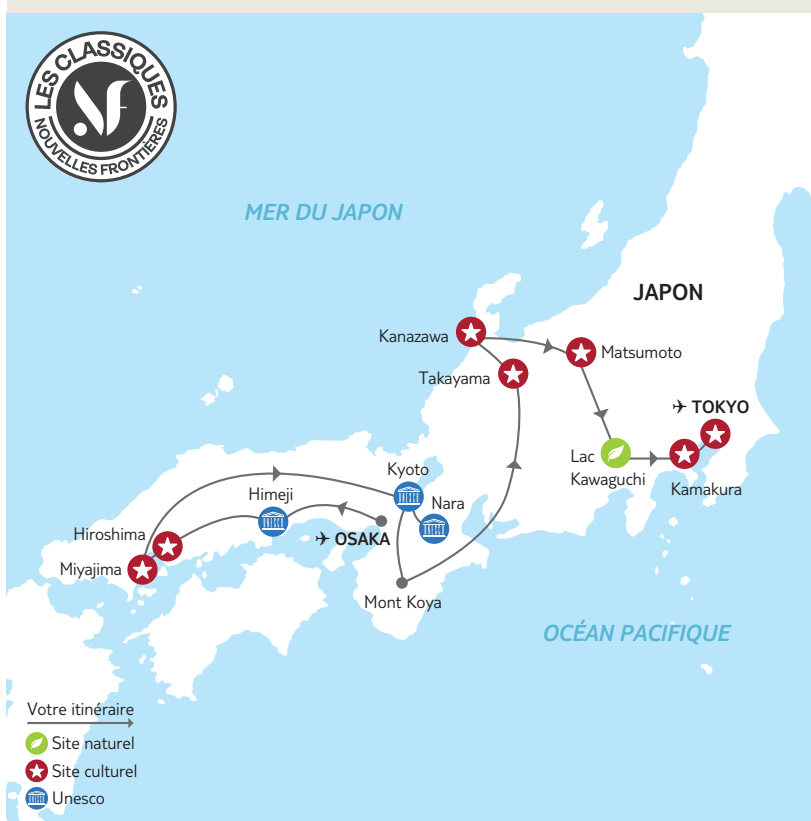 LES CLASSIQUES
NF
NOUVELLES FRONTIÈRES
MER DU JAPON
JAPON
Kanazawa
Matsumoto
Takayama
TOKYO
Lac
Kawaguchi
Kamakura
Kyoto
Nara
Himeji
Hiroshima
OSAKA
Miyajima
Mont Koya
OCÉAN PACIFIQUE
Votre itinéraire
Site naturel
Site culturel
Unesco